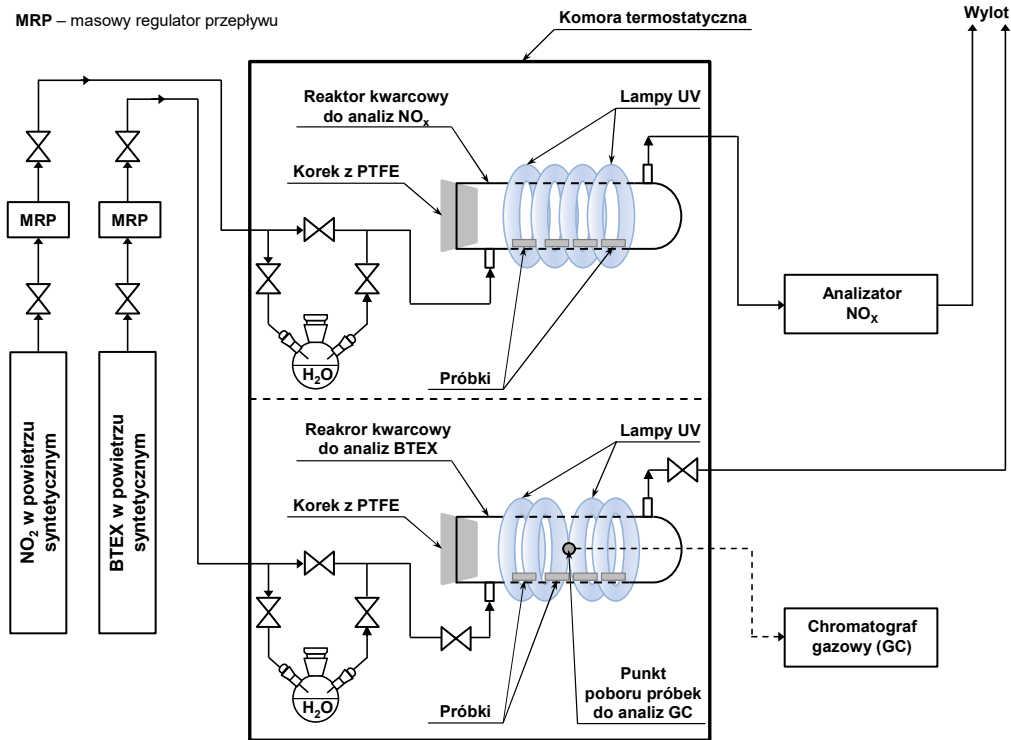 MRP – masowy regulator przepływu
Komora termostatyczna
Wylot
Reaktor kwarcowy
do analiz NOx
Lampy UV
Korek z PTFE
MRP
MRP
Analizator
NOX
H2O
Próbki
NO2 w powietrzu
syntetycznym
BTEX w powietrzu
syntetycznym
Reakror kwarcowy
do analiz BTEX
Lampy UV
Korek z PTFE
Chromatograf
gazowy (GC)
H2O
Próbki
Punkt
poboru próbek
do analiz GC